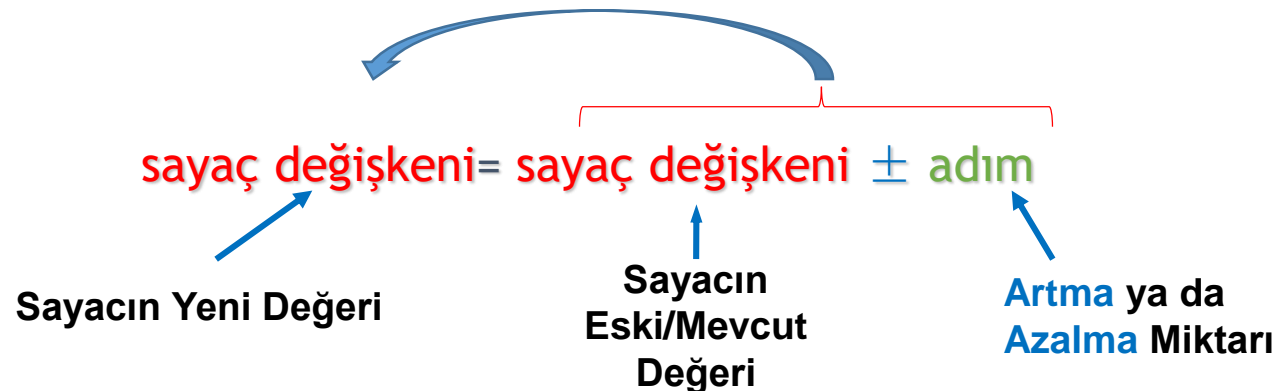 sayaç değişkeni= sayaç değişkeni ± adım
Sayacın Yeni Değeri
Sayacın
Eski/Mevcut
Değeri
Artma ya da
Azalma Miktarı